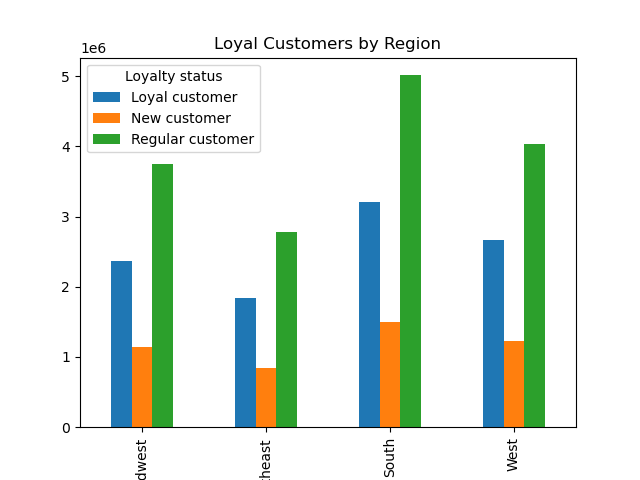 Loyal Customers by Region
1e6
Loyalty status
Loyal customer
New customer
Regular customer
5
4
3
2
1
0
dwest
theast
South
West